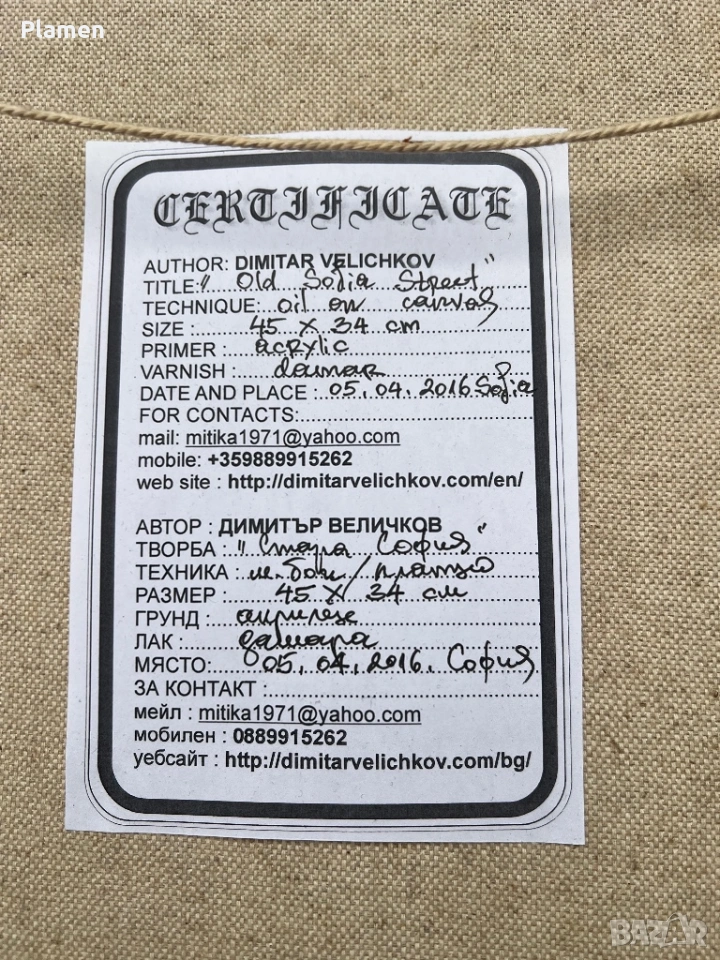 Plamen
CERTIFICATE
AUTHOR: DIMITAR VELICHKOV
TITLE: "Old Sofia Street"
TECHNIQUE: oil on canvas
SIZE : 45 X 34 cm
PRIMER : acrylic
VARNISH : damar
DATE AND PLACE : 05.04.2016 Sofia
FOR CONTACTS:
mail: mitika1971@yahoo.com
mobile: +359889915262
web site : http://dimitarvelichkov.com/en/
АВТОР : ДИМИТЪР ВЕЛИЧКОВ
ТВОРБА : "Стара София"
ТЕХНИКА : м. бои/платно
РАЗМЕР : 45 X 34 см
ГРУНД : акрилен
ЛАК : дамара
МЯСТО: 05.04.2016. София
ЗА КОНТАКТ :
мейл : mitika1971@yahoo.com
мобилен : 0889915262
уебсайт : http://dimitarvelichkov.com/bg/
BAZAR